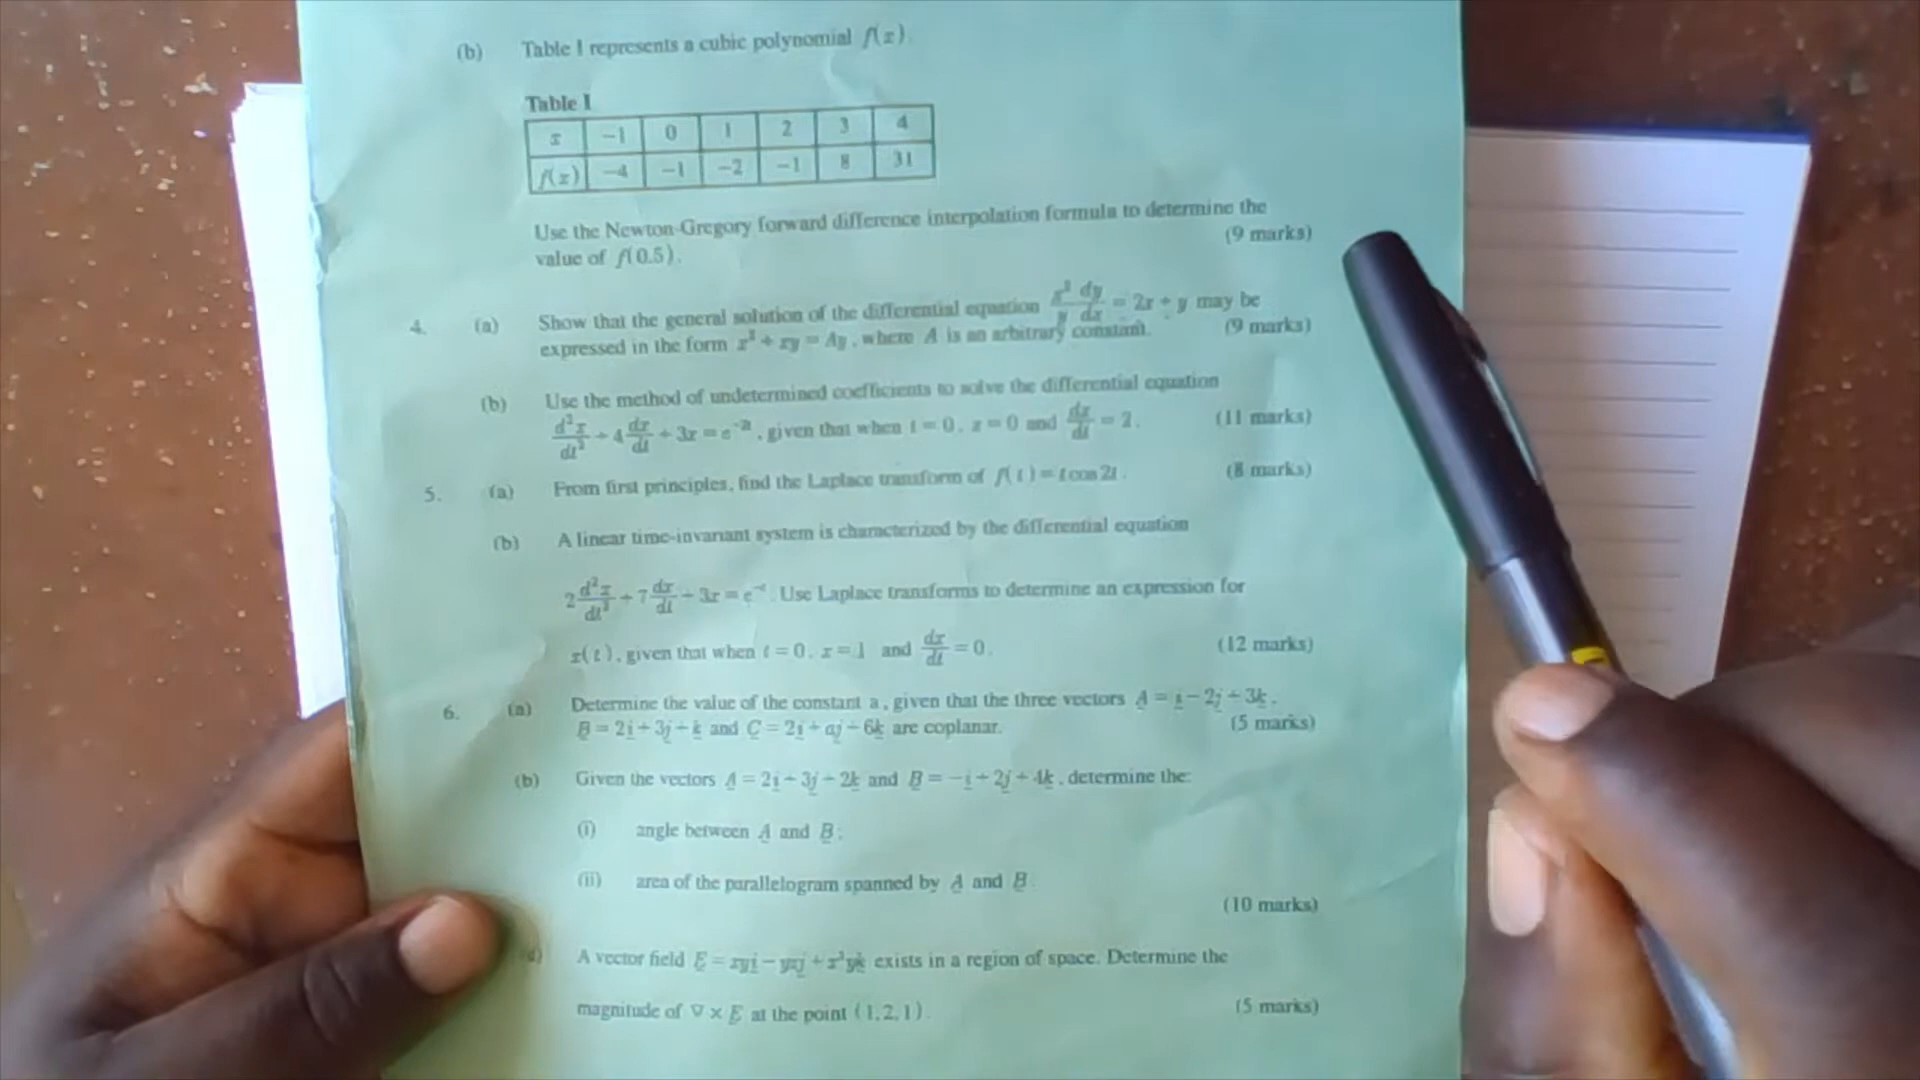 (b) Table 1 represents a cubic polynomial f(x).
Table 1
x -1 0 1 2 3 4
f(x) -4 -1 -2 -1 8 31
Use the Newton-Gregory forward difference interpolation formula to determine the
value of f(0.5). (9 marks)
4. (a) Show that the general solution of the differential equation x²/y dy/dx = 2x + y may be
expressed in the form x² + xy = Ay, where A is an arbitrary constant. (9 marks)
(b) Use the method of undetermined coefficients to solve the differential equation
d²x/dt² + 4 dx/dt + 3x = e^-2t, given that when t = 0, x = 0 and dx/dt = 2. (11 marks)
5. (a) From first principles, find the Laplace transform of f(t) = t cos 2t. (8 marks)
(b) A linear time-invariant system is characterized by the differential equation
2 d²x/dt² + 7 dx/dt + 3x = e^-t. Use Laplace transforms to determine an expression for
x(t), given that when t = 0, x = 1 and dx/dt = 0. (12 marks)
6. (a) Determine the value of the constant a, given that the three vectors A = i - 2j + 3k,
B = 2i + 3j + k and C = 2i + aj + 6k are coplanar. (5 marks)
(b) Given the vectors A = 2i + 3j - 2k and B = -i + 2j + 4k, determine the:
(i) angle between A and B;
(ii) area of the parallelogram spanned by A and B.
(10 marks)
A vector field E = xyi - yxj + x²yk exists in a region of space. Determine the
magnitude of ∇ × E at the point (1,2,1). (5 marks)